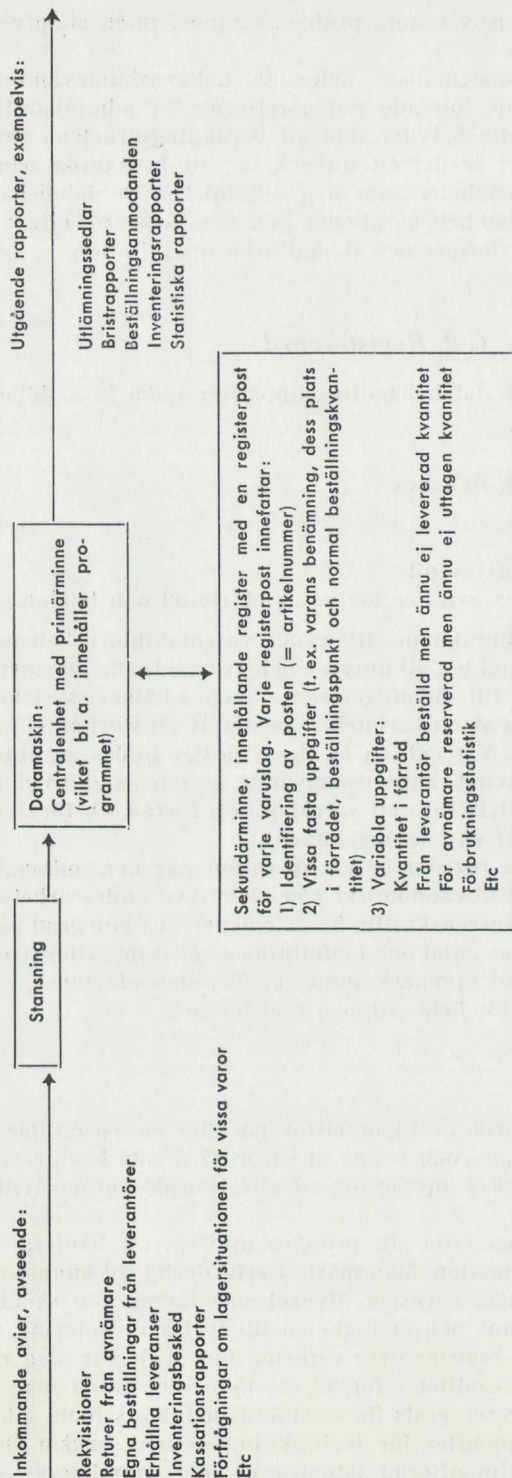 Inkommande avier, avseende:
Rekvisitioner
Returer från avnämare
Egna beställningar från leverantörer
Erhållna leveranser
Inventeringsbesked
Kassationsrapporter
Förfrågningar om lagersituationen för vissa varor
Etc
Stansning
Datamaskin:
Centralenhet med primärminne
(vilket bl a innehåller pro-
grammet)
Sekundärminne, innehållande register med en registerpost
för varje varuslag. Varje registerpost innefattar:
1) Identifiering av posten (= artikelnummer)
2) Vissa fasta uppgifter (t. ex. varans benämning, dess plats
i förrådet, beställningspunkt och normal beställningskvan-
titet)
3) Variabla uppgifter:
Kvantitet i förråd
Från leverantör beställd men ännu ej levererad kvantitet
För avnämare reserverad men ännu ej uttagen kvantitet
Förbrukningsstatistik
Etc
Utgående rapporter, exempelvis:
Utlämningssedlar
Bristrapporter
Beställningsanmodanden
Inventeringsrapporter
Statistiska rapporter